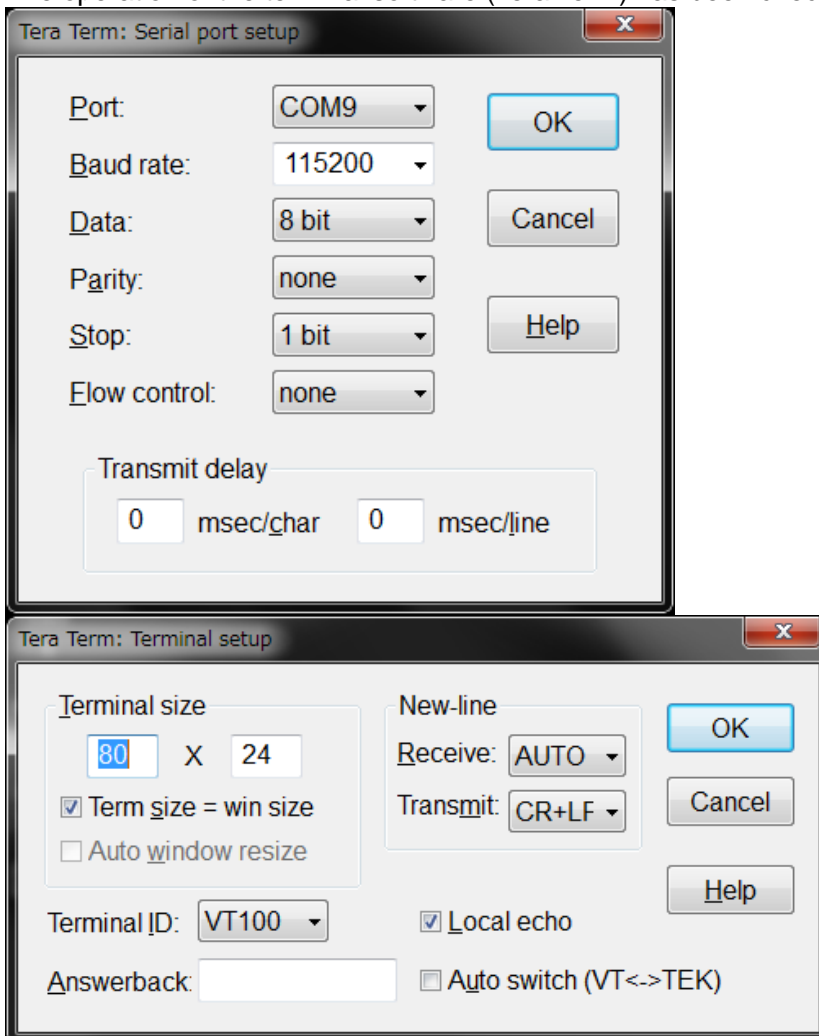 Tera Term: Serial port setup
Port: COM9 OK
Baud rate: 115200
Data: 8 bit Cancel
Parity: none
Stop: 1 bit Help
Flow control: none
Transmit delay
0 msec/char 0 msec/line
Tera Term: Terminal setup
Terminal size New-line OK
80 X 24 Receive: AUTO
Term size = win size Transmit: CR+LF Cancel
Auto window resize
Help
Terminal ID: VT100 Local echo
Answerback: Auto switch (VT<->TEK)